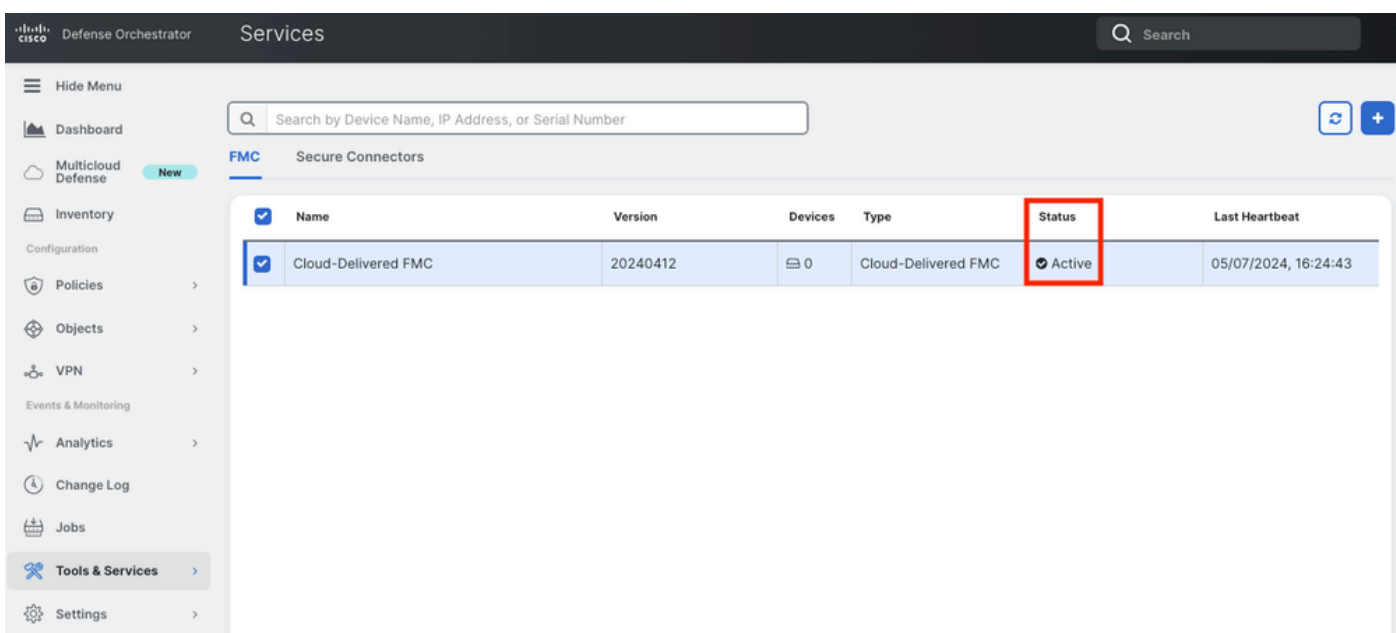 cisco Defense Orchestrator
Services
Search
Hide Menu
Search by Device Name, IP Address, or Serial Number
Dashboard
FMC
Secure Connectors
Multicloud
Defense
New
Inventory
Name
Version
Devices
Type
Status
Last Heartbeat
Configuration
Cloud-Delivered FMC
20240412
0
Cloud-Delivered FMC
Active
05/07/2024, 16:24:43
Policies
Objects
VPN
Events & Monitoring
Analytics
Change Log
Jobs
Tools & Services
Settings